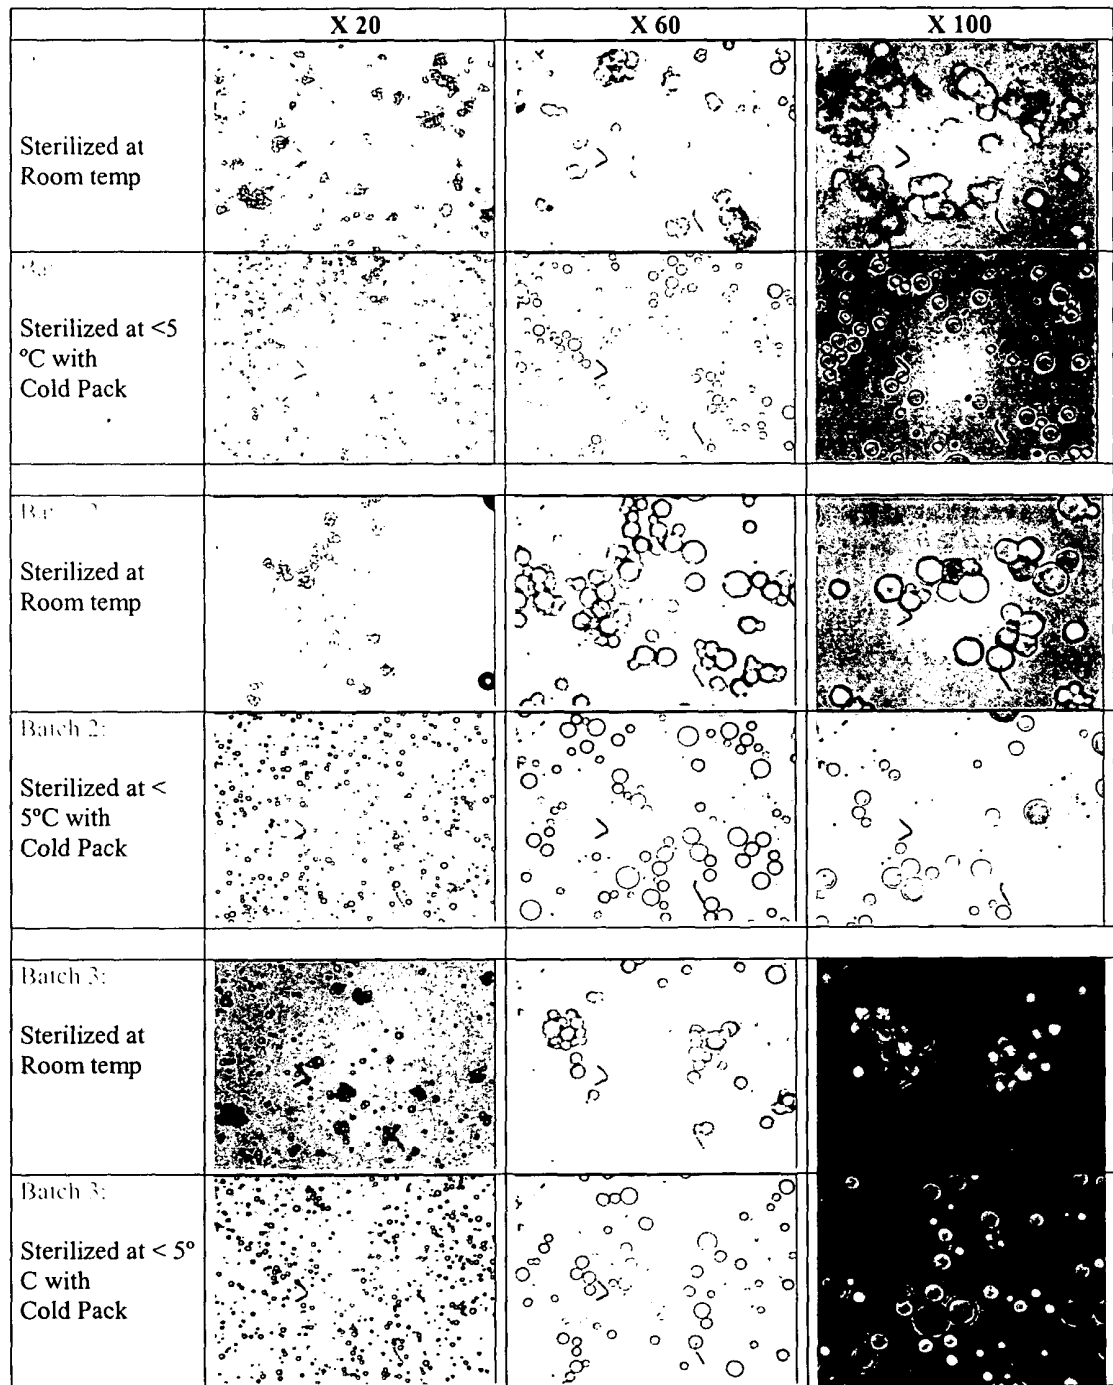 X 20 X 60 X 100
Sterilized at
Room temp
Sterilized at <5
ºC with
Cold Pack
Sterilized at
Room temp
Batch 2:
Sterilized at <
5ºC with
Cold Pack
Batch 3:
Sterilized at
Room temp
Batch 3:
Sterilized at < 5º
C with
Cold Pack